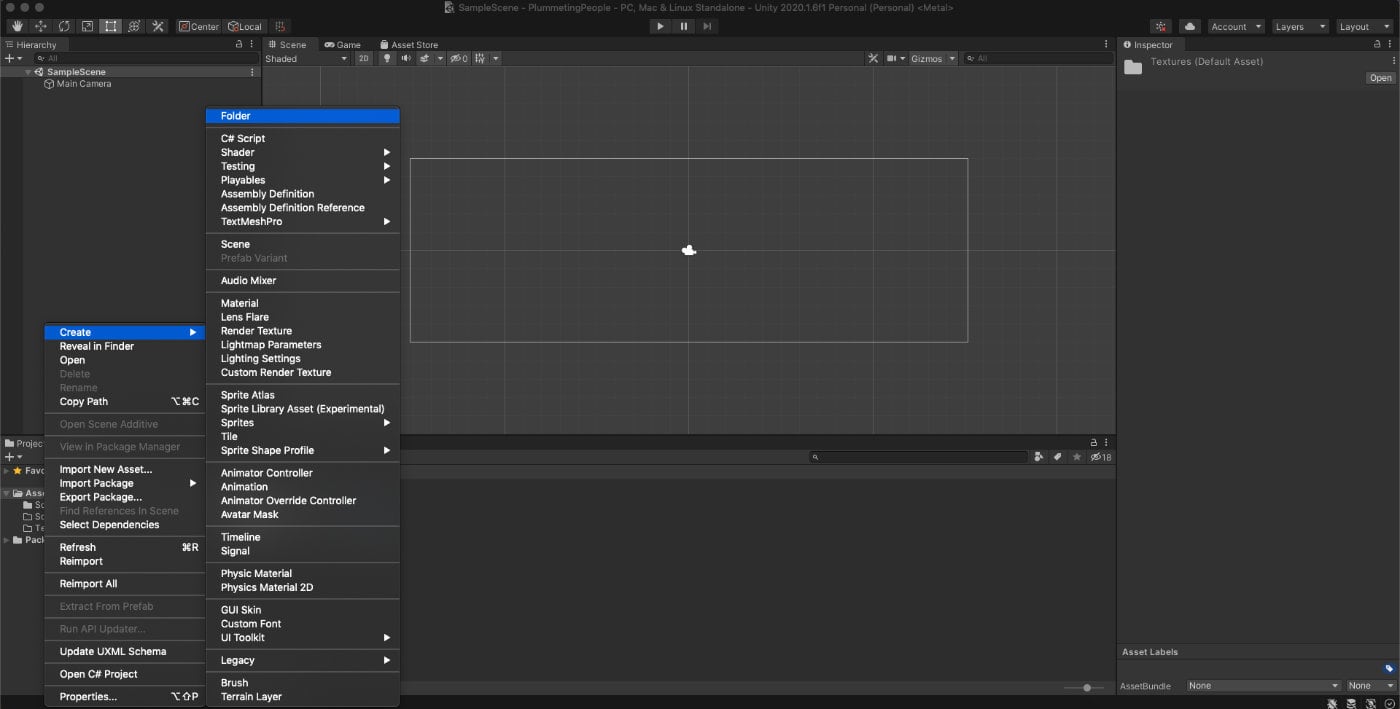 SampleScene - PlummetingPeople - PC, Mac & Linux Standalone - Unity 2020.1.6f1 Personal (Personal) <Metal>
Center
Local
Account
Layers
Layout
Hierarchy
All
SampleScene
Main Camera
Scene
Game
Asset Store
Shaded
2D
0
Gizmos
All
Inspector
Textures (Default Asset)
Open
Create
Reveal in Finder
Open
Delete
Rename
Copy Path ⌥⌘C
Open Scene Additive
View in Package Manager
Import New Asset...
Import Package
Export Package...
Find References In Scene
Select Dependencies
Refresh ⌘R
Reimport
Reimport All
Extract From Prefab
Run API Updater...
Update UXML Schema
Open C# Project
Properties... ⌥⇧P
Folder
C# Script
Shader
Testing
Playables
Assembly Definition
Assembly Definition Reference
TextMeshPro
Scene
Prefab Variant
Audio Mixer
Material
Lens Flare
Render Texture
Lightmap Parameters
Lighting Settings
Custom Render Texture
Sprite Atlas
Sprite Library Asset (Experimental)
Sprites
Tile
Sprite Shape Profile
Animator Controller
Animation
Animator Override Controller
Avatar Mask
Timeline
Signal
Physic Material
Physics Material 2D
GUI Skin
Custom Font
UI Toolkit
Legacy
Brush
Terrain Layer
Projec
Favo
Asse
Sc
Sc
Te
Pack
18
Asset Labels
AssetBundle None None